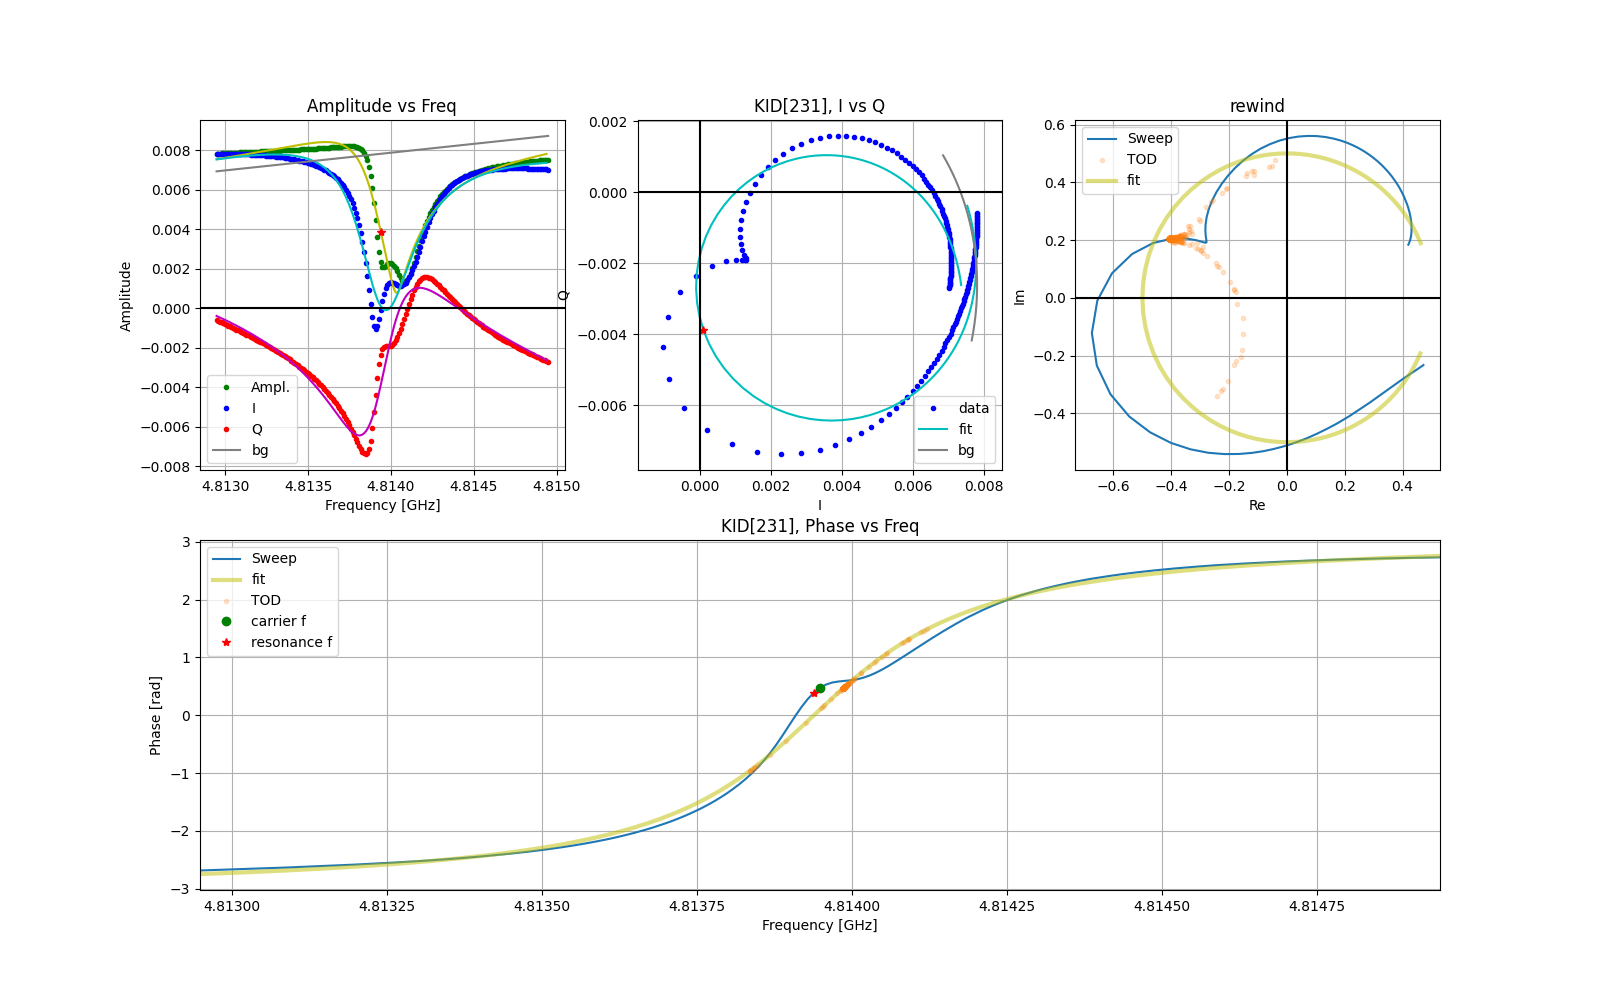 Amplitude vs Freq
0.008
0.006
0.004
0.002
0.000
−0.002
−0.004
−0.006
−0.008
Amplitude
Ampl.
I
Q
bg
4.8130 4.8135 4.8140 4.8145 4.8150
Frequency [GHz]
KID[231], I vs Q
0.002
0.000
−0.002
−0.004
−0.006
Q
data
fit
bg
0.000 0.002 0.004 0.006 0.008
I
rewind
0.6
0.4
0.2
0.0
−0.2
−0.4
Im
Sweep
TOD
fit
−0.6 −0.4 −0.2 0.0 0.2 0.4
Re
KID[231], Phase vs Freq
3
2
1
0
−1
−2
−3
Phase [rad]
Sweep
fit
TOD
carrier f
resonance f
4.81300 4.81325 4.81350 4.81375 4.81400 4.81425 4.81450 4.81475
Frequency [GHz]